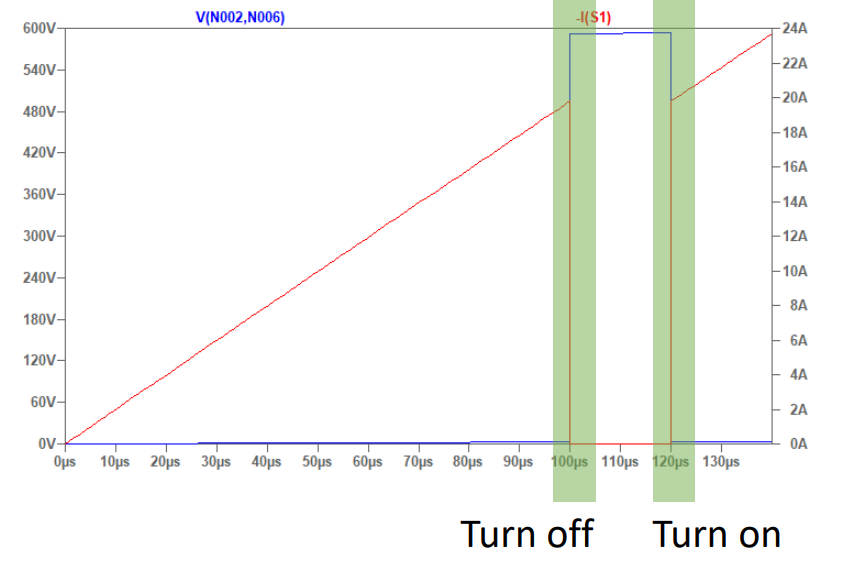 V(N002,N006) -I(S1)
600V 24A
540V 22A
480V 20A
420V 18A
360V 16A
300V 14A
240V 12A
180V 10A
120V 8A
60V 6A
0V 4A
2A
0A
0µs 10µs 20µs 30µs 40µs 50µs 60µs 70µs 80µs 90µs 100µs 110µs 120µs 130µs
Turn off Turn on